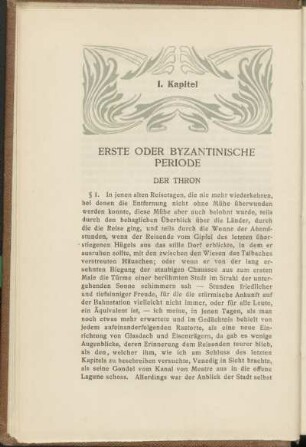 I. Kapitel
ERSTE ODER BYZANTINISCHE
PERIODE
DER THRON
§ 1. In jenen alten Reisetagen, die nie mehr wiederkehren,
bei denen die Entfernung nicht ohne Mühe überwunden
werden konnte, diese Mühe aber auch belohnt wurde, teils
durch den behaglichen Überblick über die Länder, durch
die die Reise ging, und teils durch die Wonne der Abend-
stunden, wenn der Reisende vom Gipfel des letzten über-
stiegenen Hügels aus das stille Dorf erblickte, in dem er
ausruhen sollte, mit den zwischen den Wiesen des Talbaches
verstreuten Häuschen; oder wenn er von der lang er-
sehnten Biegung der staubigen Chaussee aus zum ersten
Male die Türme einer berühmten Stadt im Strahl der unter-
gehenden Sonne schimmern sah — Stunden friedlicher
und tiefsinniger Freude, für die die stürmische Ankunft auf
der Bahnstation vielleicht nicht immer, oder für alle Leute,
ein Äquivalent ist, — ich meine, in jenen Tagen, als man
noch etwas mehr erwarten und im Gedächtnis behielt von
jedem aufeinanderfolgenden Rastorte, als eine neue Ein-
richtung von Glasdach und Eisenträgern, da gab es wenige
Augenblicke, deren Erinnerung dem Reisenden teurer blieb,
als den, welcher ihm, wie ich am Schluss des letzten
Kapitels zu beschreiben versuchte, Venedig in Sicht brachte,
als seine Gondel vom Kanal von Mestre aus in die offene
Lagune schoss. Allerdings war der Anblick der Stadt selbst